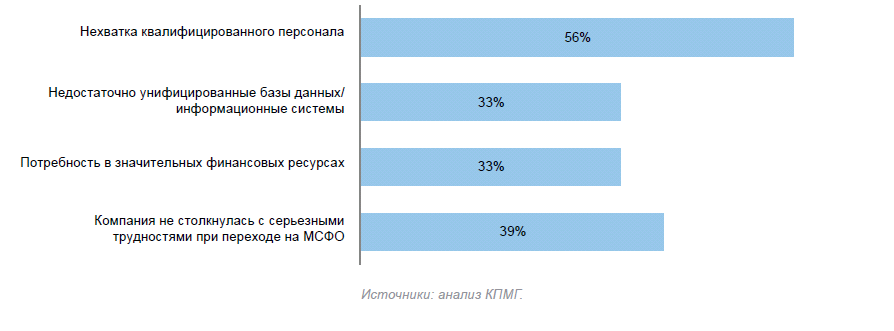 Нехватка квалифицированного персонала
56%
Недостаточно унифицированные базы данных/
информационные системы
33%
Потребность в значительных финансовых ресурсах
33%
Компания не столкнулась с серьезными
трудностями при переходе на МСФО
39%
Источники: анализ КПМГ.